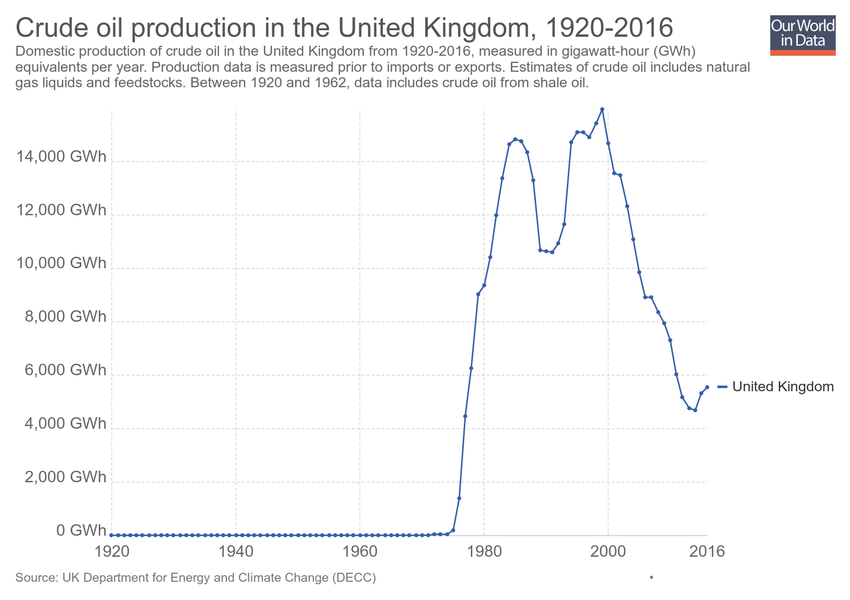 Crude oil production in the United Kingdom, 1920-2016
Our World
in Data
Domestic production of crude oil in the United Kingdom from 1920-2016, measured in gigawatt-hour (GWh)
equivalents per year. Production data is measured prior to imports or exports. Estimates of crude oil includes natural
gas liquids and feedstocks. Between 1920 and 1962, data includes crude oil from shale oil.
14,000 GWh
12,000 GWh
10,000 GWh
8,000 GWh
6,000 GWh
4,000 GWh
2,000 GWh
0 GWh
United Kingdom
1920
1940
1960
1980
2000
2016
Source: UK Department for Energy and Climate Change (DECC)
•